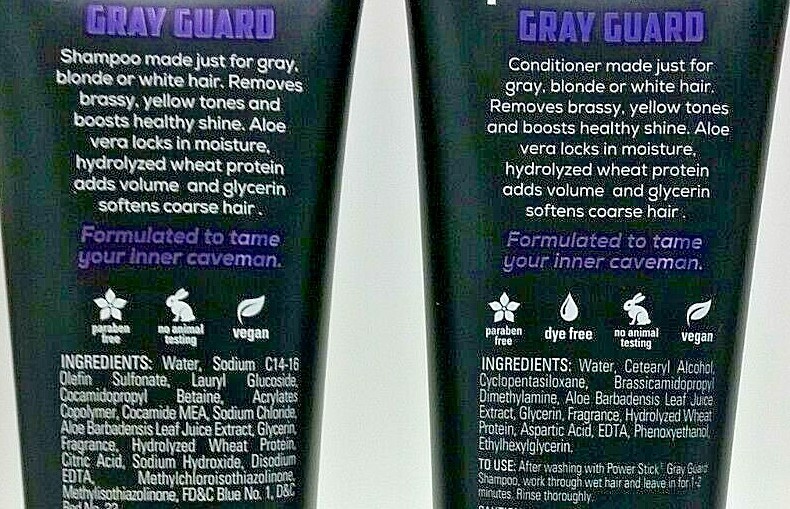 GRAY GUARD
Shampoo made just for gray,
blonde or white hair. Removes
brassy, yellow tones and
boosts healthy shine. Aloe
vera locks in moisture,
hydrolyzed wheat protein
adds volume and glycerin
softens coarse hair .
Formulated to tame
your inner caveman.
paraben
free
no animal
testing
vegan
INGREDIENTS: Water, Sodium C14-16
Olefin Sulfonate, Lauryl Glucoside,
Cocamidopropyl Betaine, Acrylates
Copolymer, Cocamide MEA, Sodium Chloride,
Aloe Barbadensis Leaf Juice Extract, Glycerin,
Fragrance, Hydrolyzed Wheat Protein,
Citric Acid, Sodium Hydroxide, Disodium
EDTA, Methylchloroisothiazolinone,
Methylisothiazolinone, FD&C Blue No. 1, D&C
Red No. 33
GRAY GUARD
Conditioner made just for
gray, blonde or white hair.
Removes brassy, yellow tones
and boosts healthy shine. Aloe
vera locks in moisture,
hydrolyzed wheat protein
adds volume and glycerin
softens coarse hair .
Formulated to tame
your inner caveman.
paraben
free
dye free
no animal
testing
vegan
INGREDIENTS: Water, Cetearyl Alcohol,
Cyclopentasiloxane, Brassicamidopropyl
Dimethylamine, Aloe Barbadensis Leaf Juice
Extract, Glycerin, Fragrance, Hydrolyzed Wheat
Protein, Aspartic Acid, EDTA, Phenoxyethanol,
Ethylhexylglycerin.
TO USE: After washing with Power Stick Gray Guard
Shampoo, work through wet hair and leave in for 1-2
minutes. Rinse thoroughly.